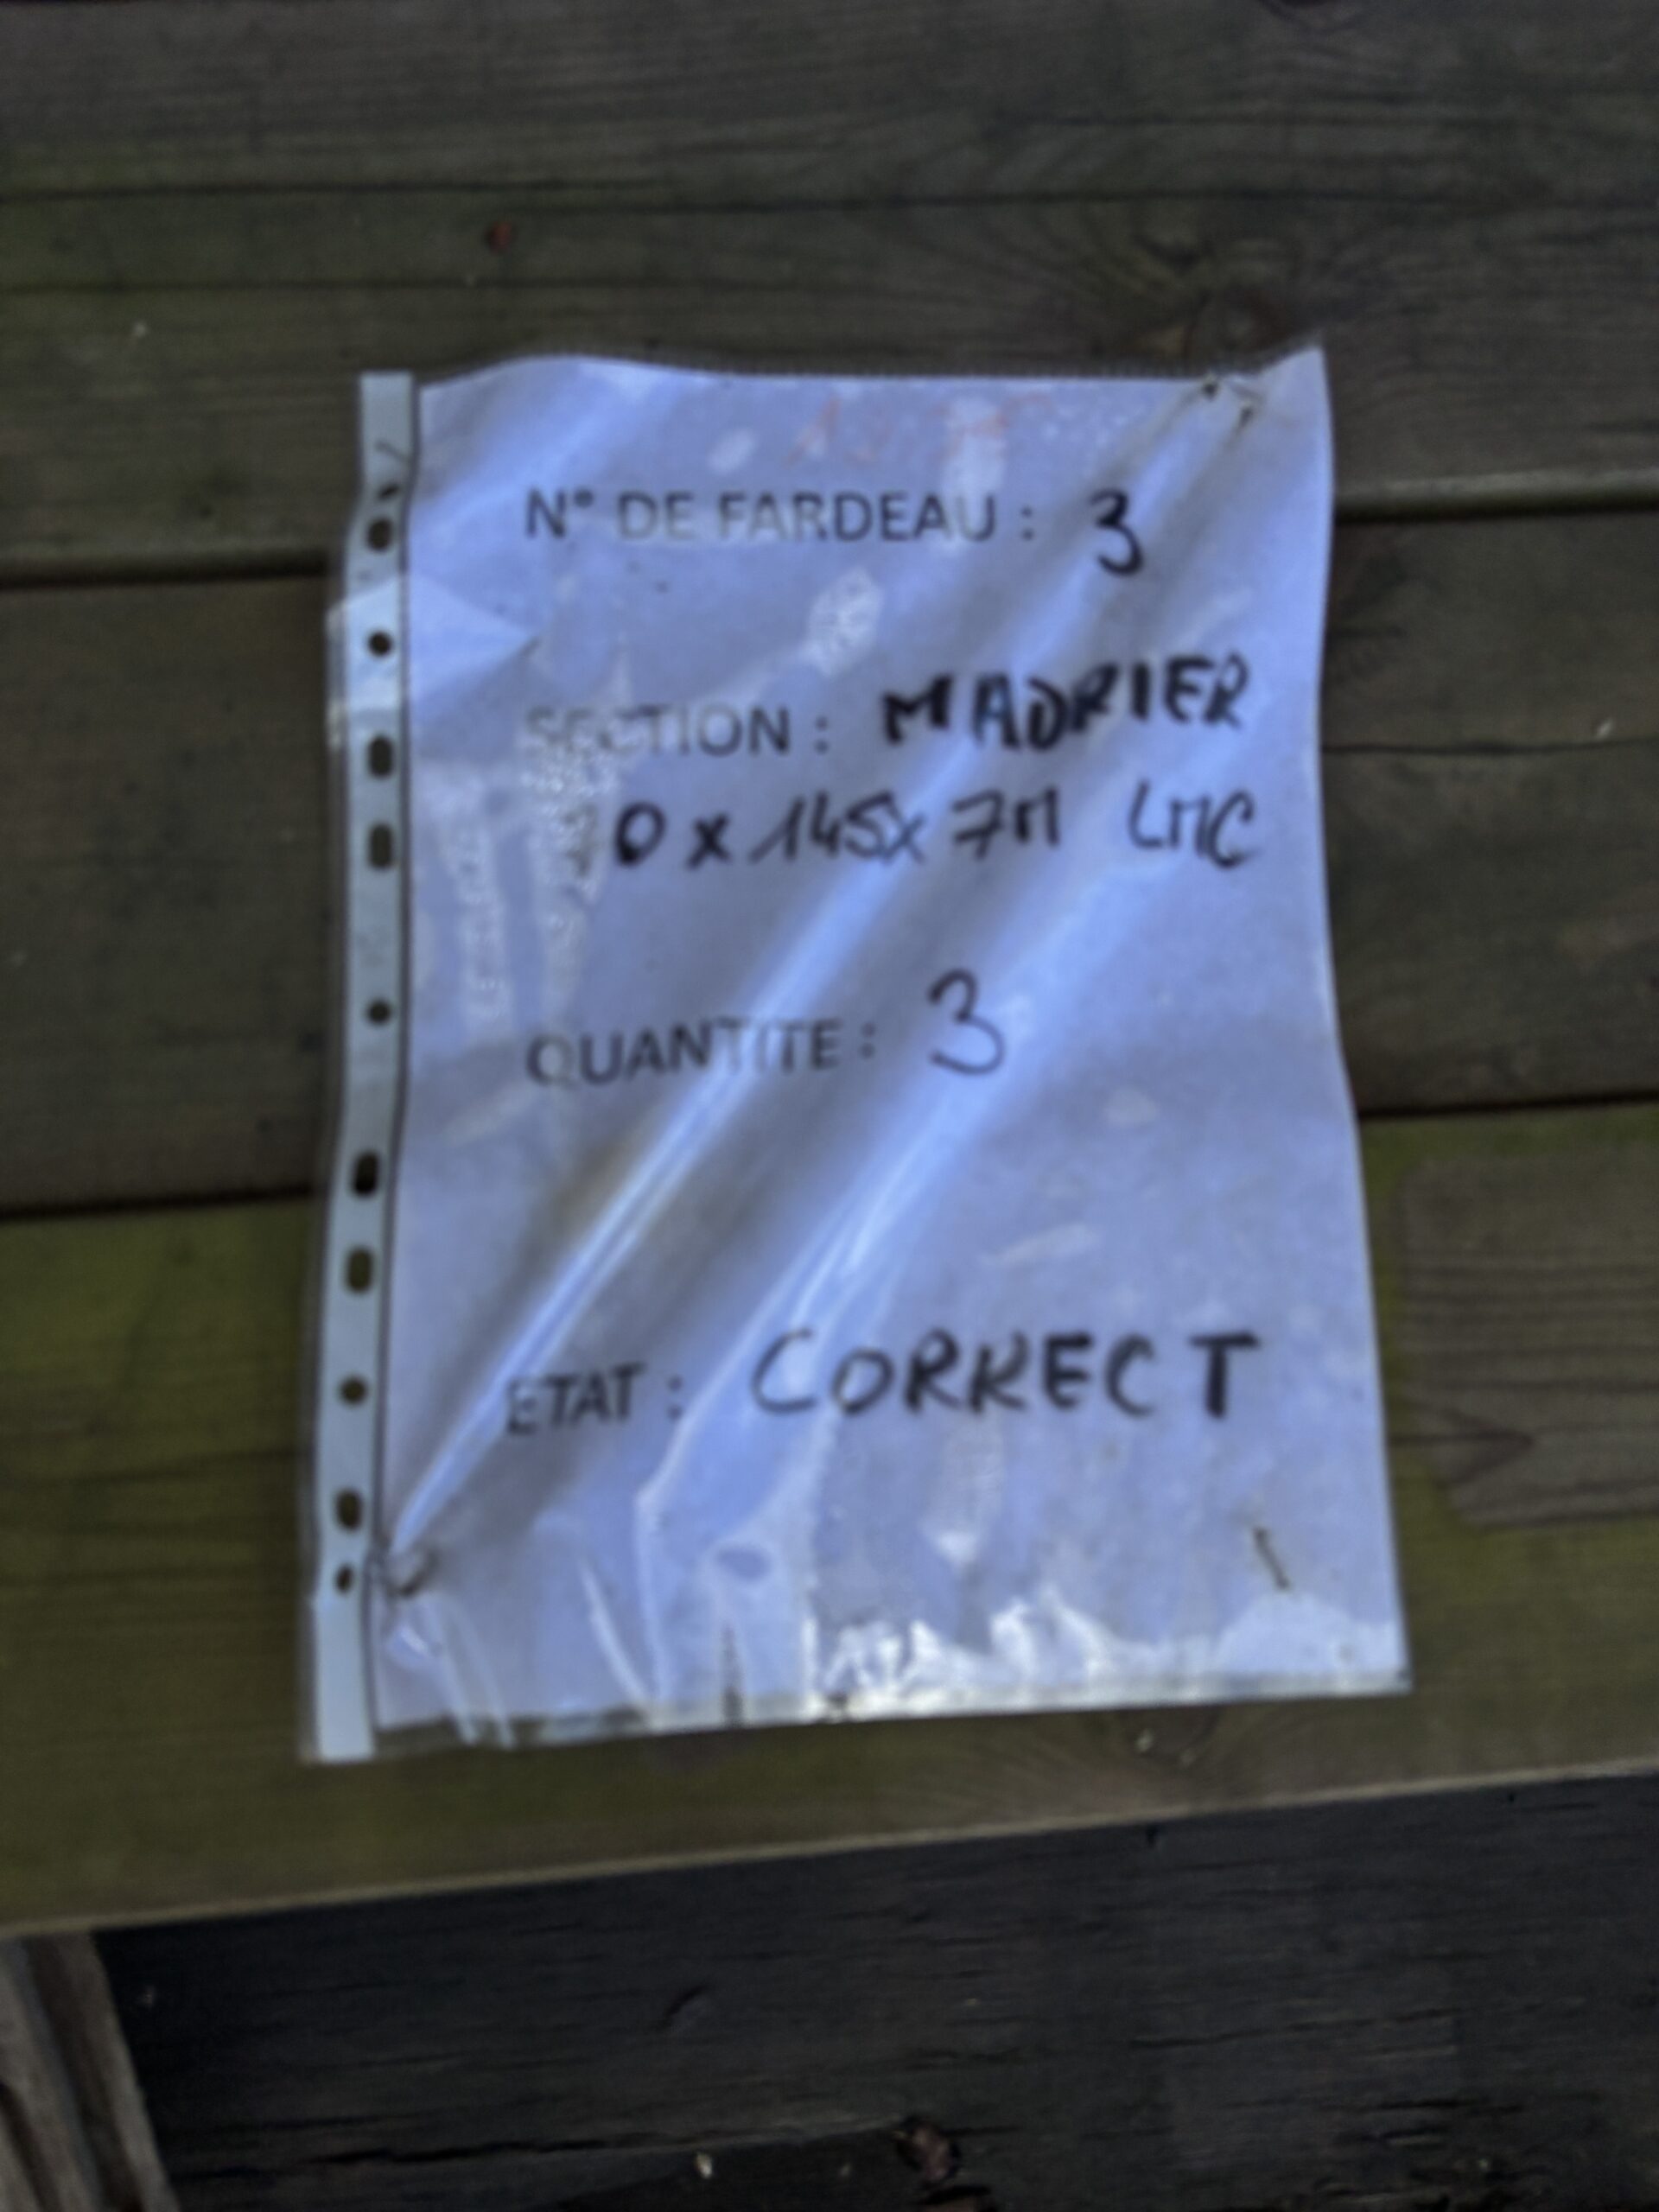 N° DE FARDEAU : 3
SECTION : MADRIER
x 145x 7M LMC
QUANTITE : 3
ETAT : CORRECT